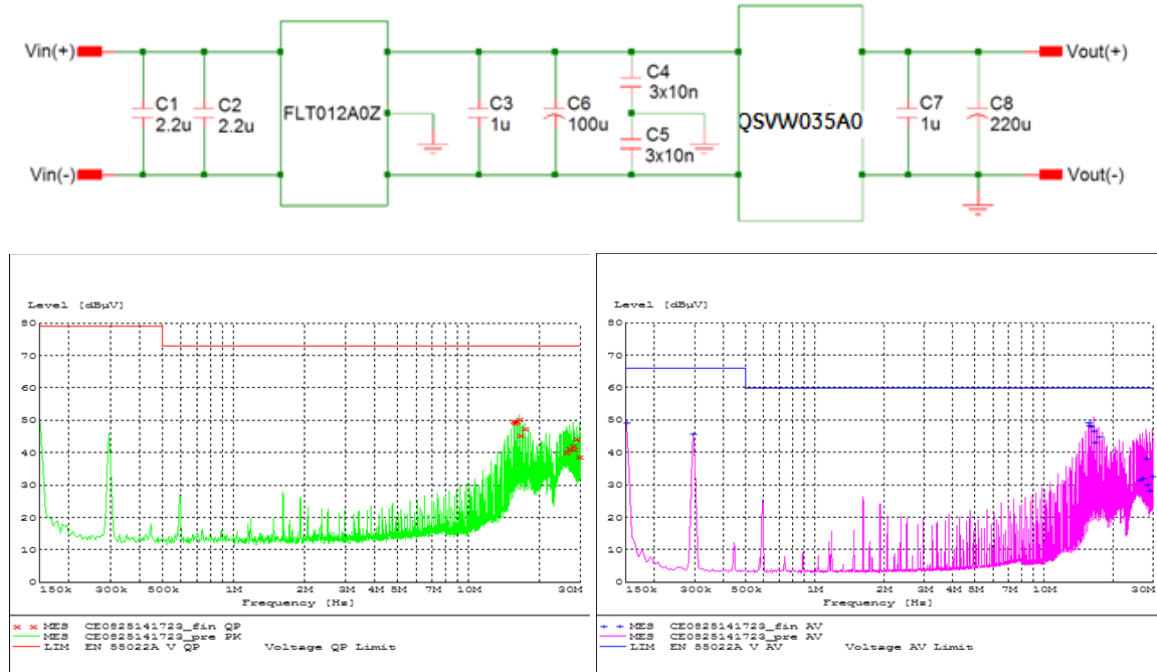 Vin(+)
Vin(-)
C1
2.2u
C2
2.2u
FLT012A0Z
C3
1u
C6
100u
C4
3x10n
C5
3x10n
QSVW035A0
C7
1u
C8
220u
Vout(+)
Vout(-)
Level [dBµV]
80
70
60
50
40
30
20
10
0
150k 300k 500k 1M 2M 3M 4M 5M 7M 10M 30M
Frequency [Hz]
× × MES CE0825141723_fin QP
MES CE0825141723_pre PK
LIM EN 55022A V QP Voltage QP Limit
Level [dBµV]
80
70
60
50
40
30
20
10
0
150k 300k 500k 1M 2M 3M 4M 5M 7M 10M 30M
Frequency [Hz]
+ + MES CE0825141723_fin AV
MES CE0825141723_pre AV
LIM EN 55022A V AV Voltage AV Limit